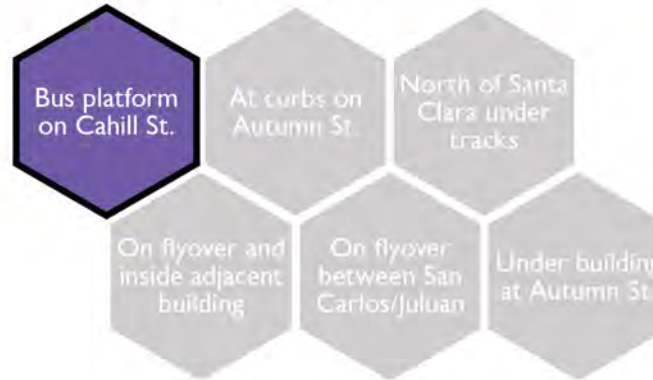 Bus platform
on Cahill St.
At curbs on
Autumn St.
North of Santa
Clara under
tracks
On flyover and
inside adjacent
building
On flyover
between San
Carlos/Juluan
Under building
at Autumn St.